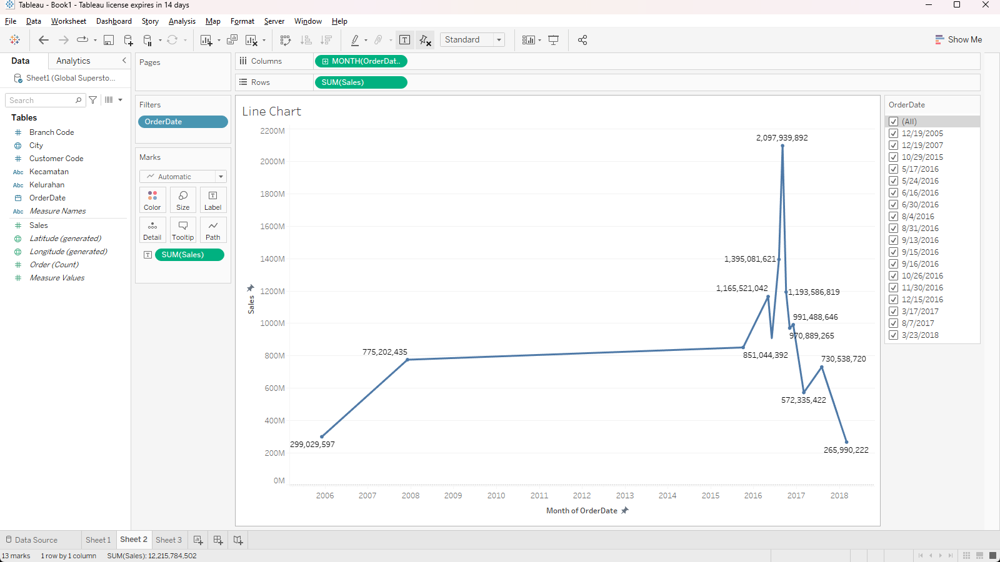 Tableau - Book1 - Tableau license expires in 14 days
File Data Worksheet Dashboard Story Analysis Map Format Server Window Help
Standard
Show Me
Data Analytics
Sheet1 (Global Supersto...
Search
Tables
Branch Code
City
Customer Code
Abc Kecamatan
Abc Kelurahan
OrderDate
Abc Measure Names
Sales
Latitude (generated)
Longitude (generated)
Order (Count)
Measure Values
Pages
Filters
OrderDate
Marks
Automatic
Color Size Label
Detail Tooltip Path
SUM(Sales)
Columns MONTH(OrderDat..
Rows SUM(Sales)
Line Chart
2200M
2000M
1800M
1600M
1400M
1200M
1000M
800M
600M
400M
200M
0M
Sales
2,097,939,892
1,395,081,621
1,165,521,042
1,193,586,819
991,488,646
970,889,265
775,202,435
851,044,392
730,538,720
572,335,422
299,029,597
265,990,222
2006 2007 2008 2009 2010 2011 2012 2013 2014 2015 2016 2017 2018
Month of OrderDate
OrderDate
(All)
12/19/2005
12/19/2007
10/29/2015
5/17/2016
5/24/2016
6/16/2016
6/30/2016
8/4/2016
8/31/2016
9/13/2016
9/15/2016
9/16/2016
10/26/2016
11/30/2016
12/15/2016
3/17/2017
8/7/2017
3/23/2018
Data Source Sheet 1 Sheet 2 Sheet 3
13 marks 1 row by 1 column SUM(Sales): 12,215,784,502